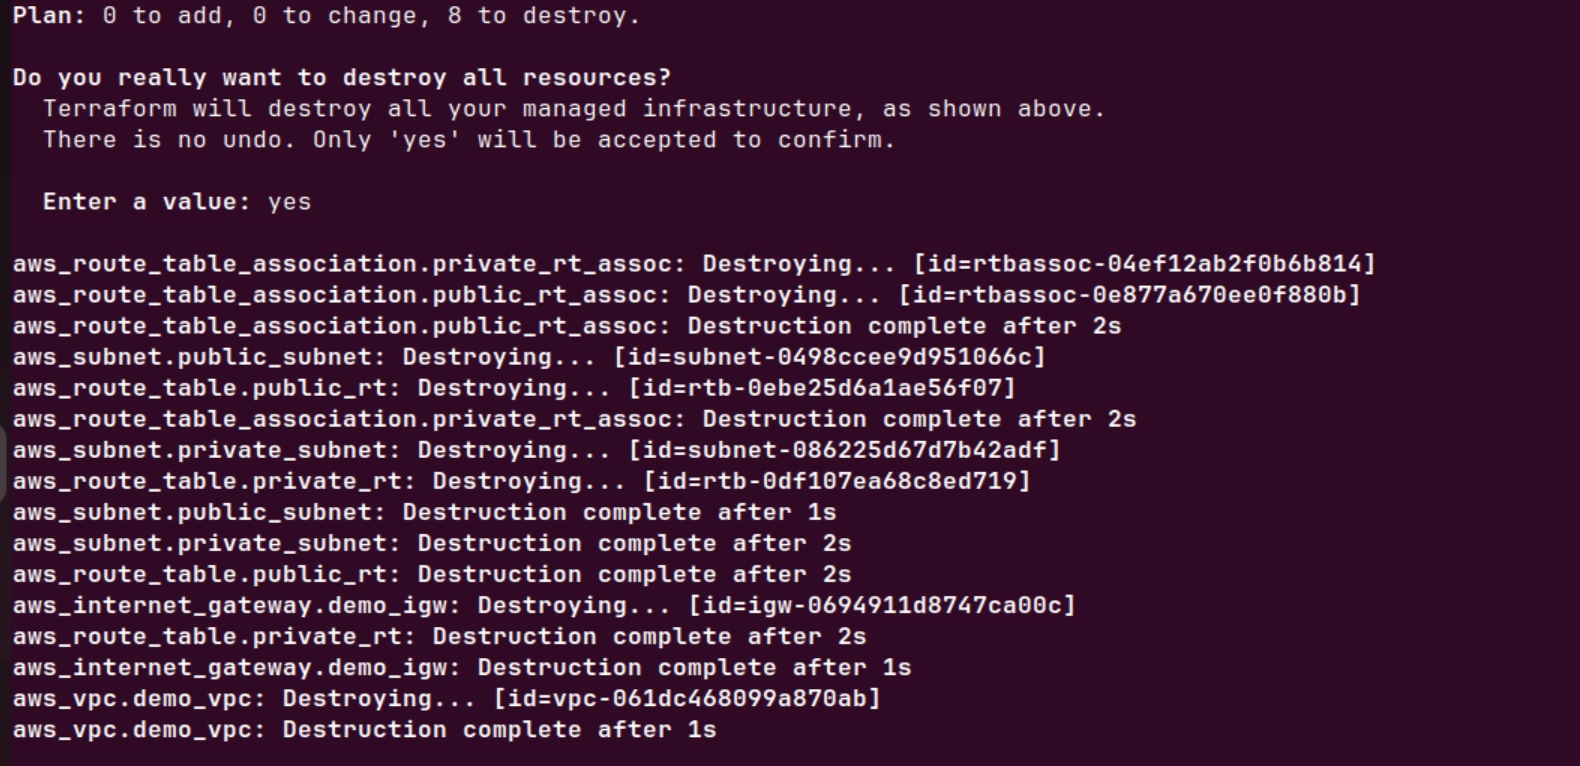 Plan: 0 to add, 0 to change, 8 to destroy.
Do you really want to destroy all resources?
Terraform will destroy all your managed infrastructure, as shown above.
There is no undo. Only 'yes' will be accepted to confirm.
Enter a value: yes
aws_route_table_association.private_rt_assoc: Destroying... [id=rtbassoc-04ef12ab2f0b6b814]
aws_route_table_association.public_rt_assoc: Destroying... [id=rtbassoc-0e877a670ee0f880b]
aws_route_table_association.public_rt_assoc: Destruction complete after 2s
aws_subnet.public_subnet: Destroying... [id=subnet-0498ccee9d951066c]
aws_route_table.public_rt: Destroying... [id=rtb-0ebe25d6a1ae56f07]
aws_route_table_association.private_rt_assoc: Destruction complete after 2s
aws_subnet.private_subnet: Destroying... [id=subnet-086225d67d7b42adf]
aws_route_table.private_rt: Destroying... [id=rtb-0df107ea68c8ed719]
aws_subnet.public_subnet: Destruction complete after 1s
aws_subnet.private_subnet: Destruction complete after 2s
aws_route_table.public_rt: Destruction complete after 2s
aws_internet_gateway.demo_igw: Destroying... [id=igw-0694911d8747ca00c]
aws_route_table.private_rt: Destruction complete after 2s
aws_internet_gateway.demo_igw: Destruction complete after 1s
aws_vpc.demo_vpc: Destroying... [id=vpc-061dc468099a870ab]
aws_vpc.demo_vpc: Destruction complete after 1s